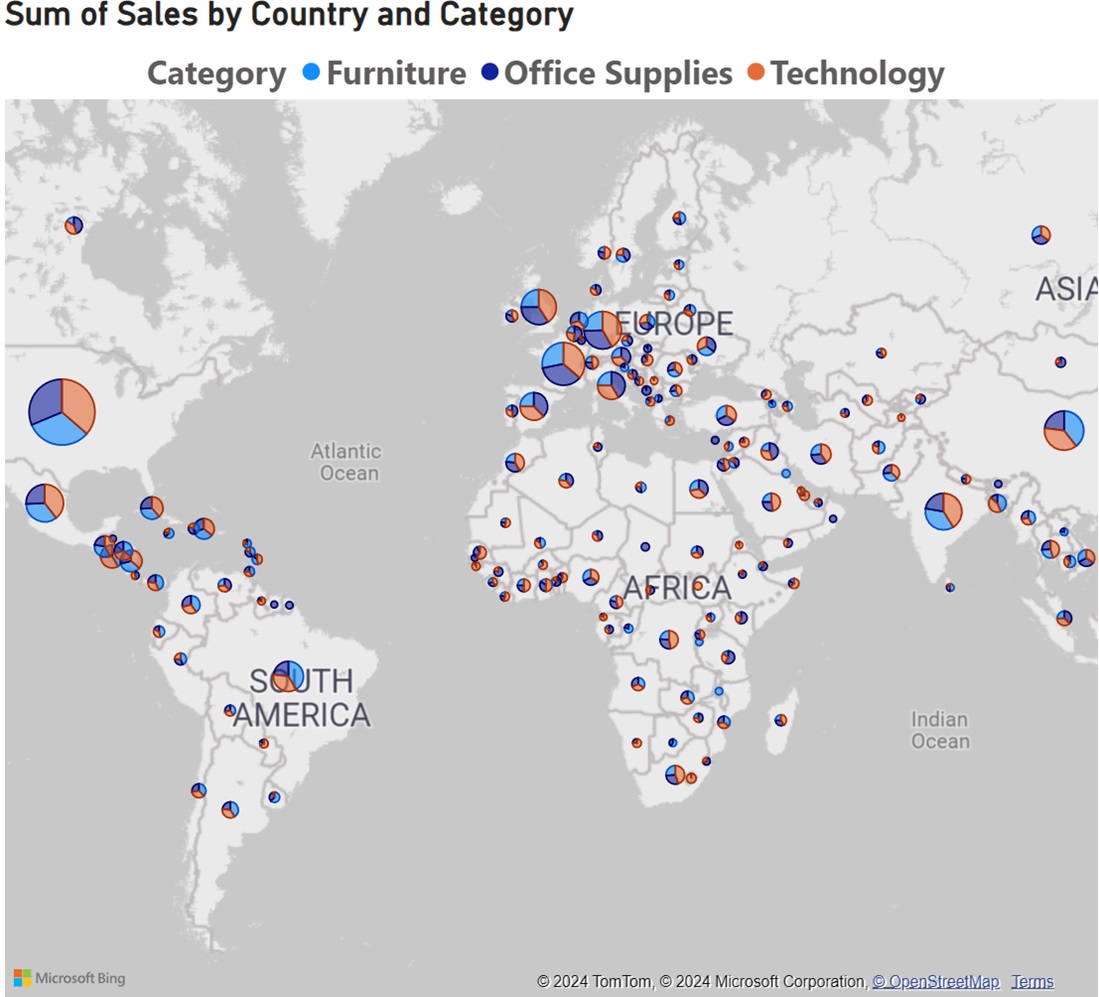 Sum of Sales by Country and Category
Category Furniture Office Supplies Technology
ASIA
EUROPE
Atlantic
Ocean
AFRICA
SOUTH
AMERICA
Indian
Ocean
Microsoft Bing
© 2024 TomTom, © 2024 Microsoft Corporation, © OpenStreetMap Terms